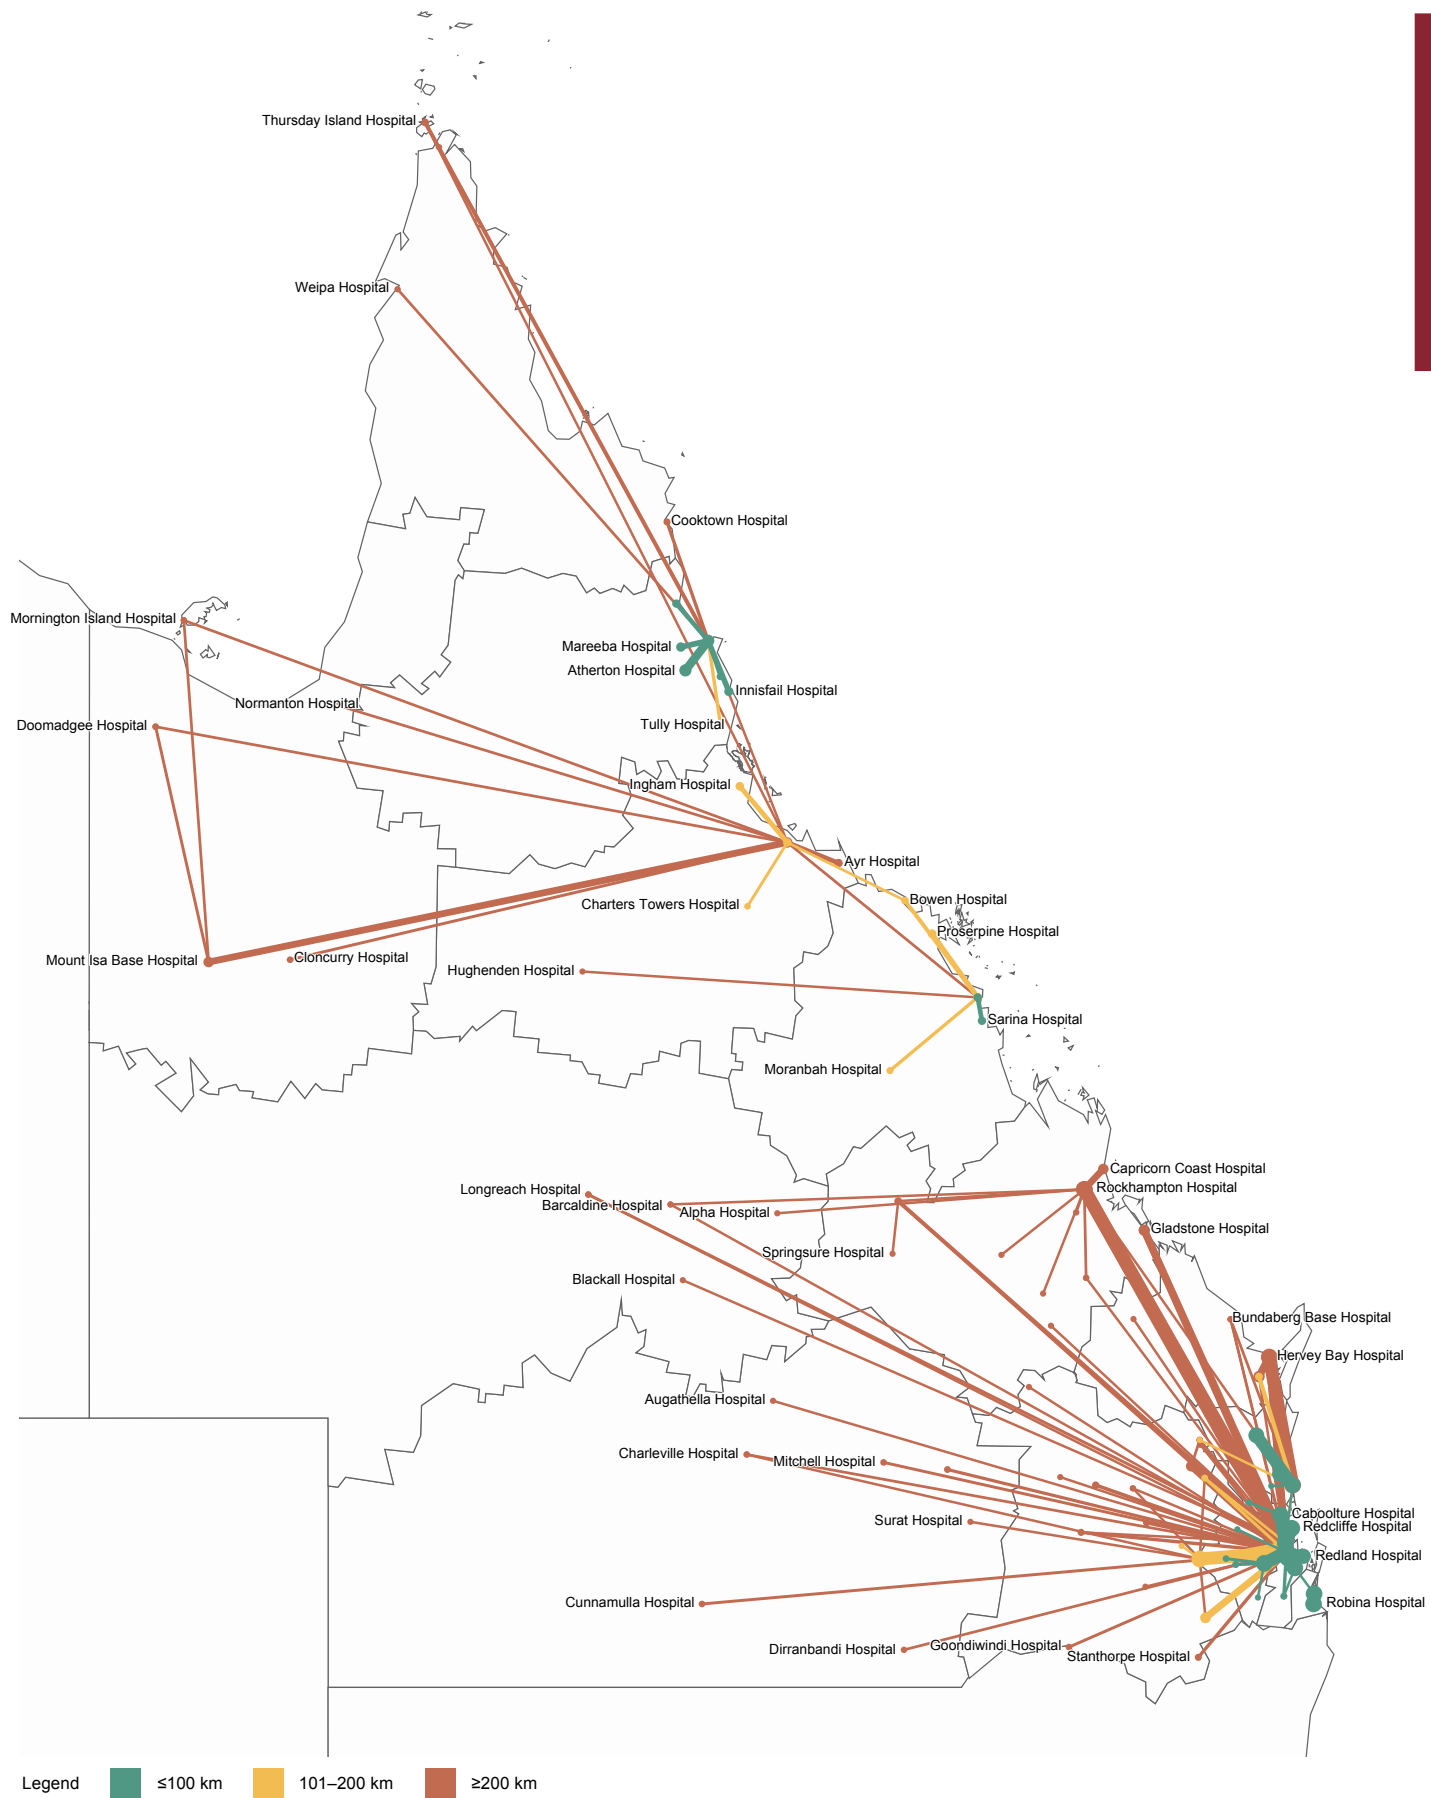 Thursday Island Hospital
Weipa Hospital
Cooktown Hospital
Mornington Island Hospital
Mareeba Hospital
Atherton Hospital
Innisfail Hospital
Normanton Hospital
Doomadgee Hospital
Tully Hospital
Ingham Hospital
Ayr Hospital
Bowen Hospital
Charters Towers Hospital
Proserpine Hospital
Mount Isa Base Hospital
Cloncurry Hospital
Hughenden Hospital
Sarina Hospital
Moranbah Hospital
Capricorn Coast Hospital
Rockhampton Hospital
Longreach Hospital
Barcaldine Hospital
Alpha Hospital
Gladstone Hospital
Springsure Hospital
Blackall Hospital
Bundaberg Base Hospital
Hervey Bay Hospital
Augathella Hospital
Charleville Hospital
Mitchell Hospital
Caboolture Hospital
Surat Hospital
Redcliffe Hospital
Redland Hospital
Cunnamulla Hospital
Robina Hospital
Dirranbandi Hospital
Goondiwindi Hospital
Stanthorpe Hospital
Legend
≤100 km
101–200 km
≥200 km